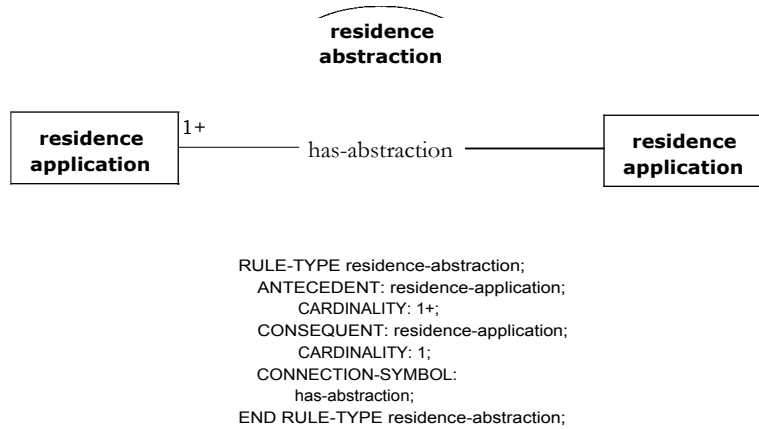 residence
abstraction
residence
application
1+
has-abstraction
residence
application
RULE-TYPE residence-abstraction;
ANTECEDENT: residence-application;
CARDINALITY: 1+;
CONSEQUENT: residence-application;
CARDINALITY: 1;
CONNECTION-SYMBOL:
has-abstraction;
END RULE-TYPE residence-abstraction;